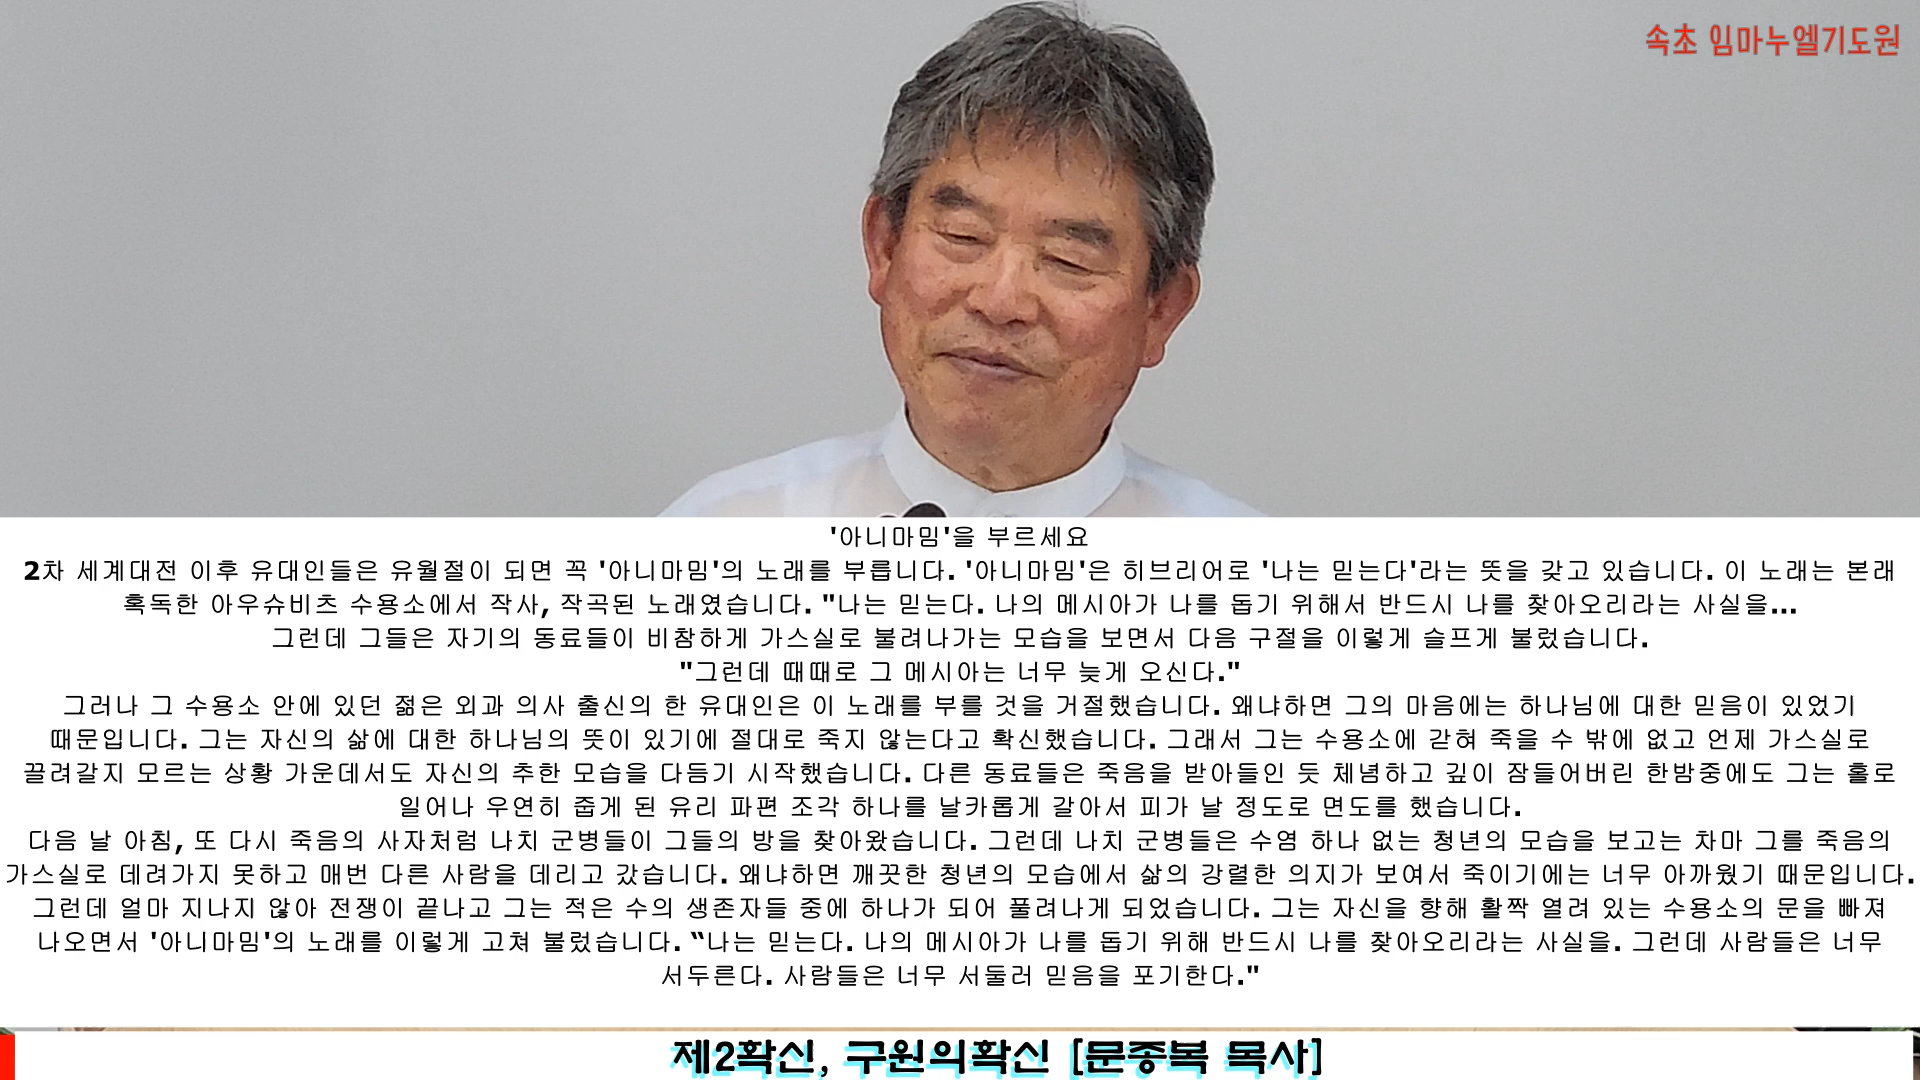 속초 임마누엘기도원
'아니마밈'을 부르세요
2차 세계대전 이후 유대인들은 유월절이 되면 꼭 '아니마밈'의 노래를 부릅니다. '아니마밈'은 히브리어로 '나는 믿는다'라는 뜻을 갖고 있습니다. 이 노래는 본래
혹독한 아우슈비츠 수용소에서 작사, 작곡된 노래였습니다. "나는 믿는다. 나의 메시아가 나를 돕기 위해서 반드시 나를 찾아오리라는 사실을...
그런데 그들은 자기의 동료들이 비참하게 가스실로 불려나가는 모습을 보면서 다음 구절을 이렇게 슬프게 불렀습니다.
"그런데 때때로 그 메시아는 너무 늦게 오신다."
그러나 그 수용소 안에 있던 젊은 외과 의사 출신의 한 유대인은 이 노래를 부를 것을 거절했습니다. 왜냐하면 그의 마음에는 하나님에 대한 믿음이 있었기
때문입니다. 그는 자신의 삶에 대한 하나님의 뜻이 있기에 절대로 죽지 않는다고 확신했습니다. 그래서 그는 수용소에 갇혀 죽을 수 밖에 없고 언제 가스실로
끌려갈지 모르는 상황 가운데서도 자신의 추한 모습을 다듬기 시작했습니다. 다른 동료들은 죽음을 받아들인 듯 체념하고 깊이 잠들어버린 한밤중에도 그는 홀로
일어나 우연히 줍게 된 유리 파편 조각 하나를 날카롭게 갈아서 피가 날 정도로 면도를 했습니다.
다음 날 아침, 또 다시 죽음의 사자처럼 나치 군병들이 그들의 방을 찾아왔습니다. 그런데 나치 군병들은 수염 하나 없는 청년의 모습을 보고는 차마 그를 죽음의
가스실로 데려가지 못하고 매번 다른 사람을 데리고 갔습니다. 왜냐하면 깨끗한 청년의 모습에서 삶의 강렬한 의지가 보여서 죽이기에는 너무 아까웠기 때문입니다.
그런데 얼마 지나지 않아 전쟁이 끝나고 그는 적은 수의 생존자들 중에 하나가 되어 풀려나게 되었습니다. 그는 자신을 향해 활짝 열려 있는 수용소의 문을 빠져
나오면서 '아니마밈'의 노래를 이렇게 고쳐 불렀습니다. “나는 믿는다. 나의 메시아가 나를 돕기 위해 반드시 나를 찾아오리라는 사실을. 그런데 사람들은 너무
서두른다. 사람들은 너무 서둘러 믿음을 포기한다."
제2확신, 구원의확신 [문종복 목사]